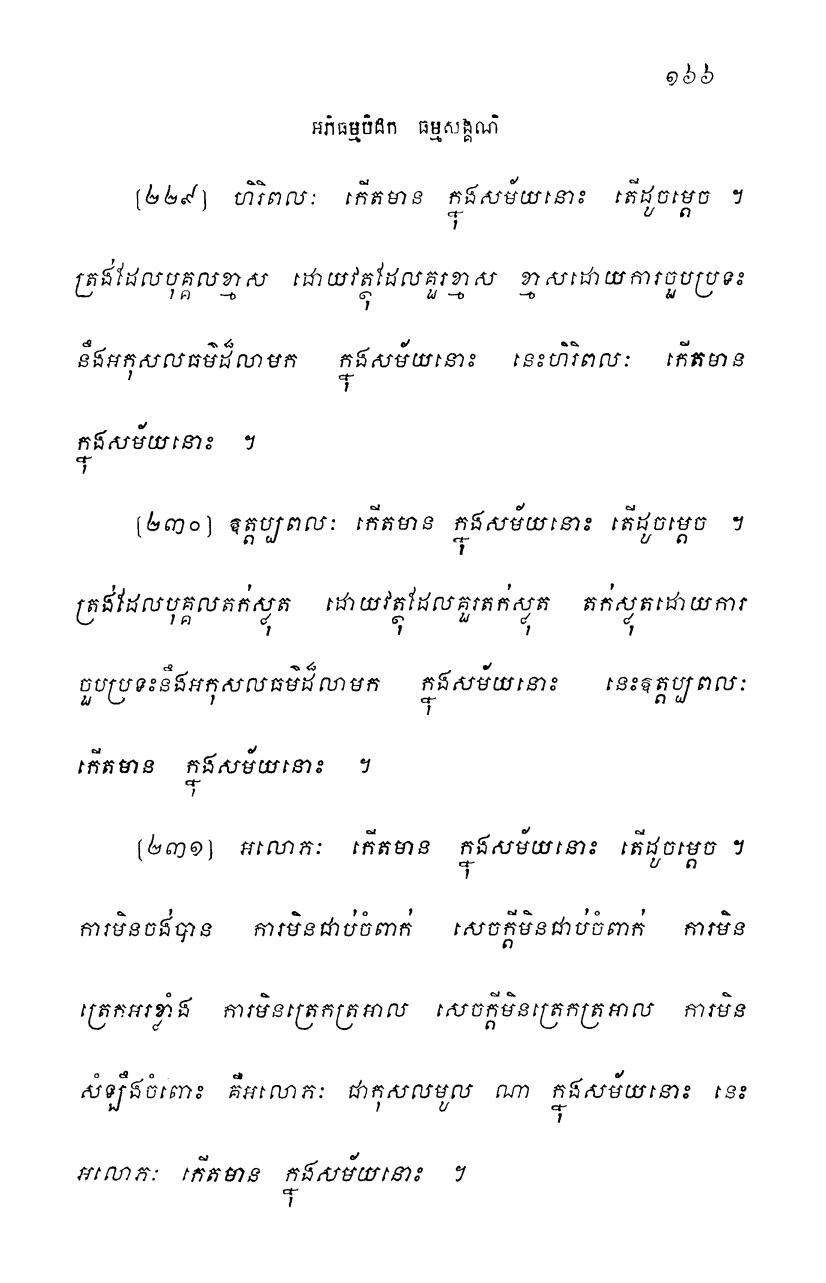 ១៦៦
អភិធម្មបិដក ធម្មសង្គណិ
(២២៩) ហិរិពលៈ កើតមាន ក្នុងសម័យនោះ តើដូចម្តេច ។
ត្រង់ដែលបុគ្គលខ្មាស ដោយវត្ថុដែលគួរខ្មាស ខ្មាសដោយការចួបប្រទះ
នឹងអកុសលធម៌ដ៏លាមក ក្នុងសម័យនោះ នេះហិរិពលៈ កើតមាន
ក្នុងសម័យនោះ ។
(២៣០) ឧត្តប្បពលៈ កើតមាន ក្នុងសម័យនោះ តើដូចម្តេច ។
ត្រង់ដែលបុគ្គលតក់ស្លុត ដោយវត្ថុដែលគួរតក់ស្លុត តក់ស្លុតដោយការ
ចួបប្រទះនឹងអកុសលធម៌ដ៏លាមក ក្នុងសម័យនោះ នេះឧត្តប្បពលៈ
កើតមាន ក្នុងសម័យនោះ ។
(២៣១) អលោភៈ កើតមាន ក្នុងសម័យនោះ តើដូចម្តេច ។
ការមិនចង់បាន ការមិនជាប់ចំពាក់ សេចក្តីមិនជាប់ចំពាក់ ការមិន
ត្រេកអរខ្លាំង ការមិនត្រេកត្រអាល សេចក្តីមិនត្រេកត្រអាល ការមិន
សំឡឹងចំពោះ គឺអលោភៈ ជាកុសលមូល ណា ក្នុងសម័យនោះ នេះ
អលោភៈ កើតមាន ក្នុងសម័យនោះ ។